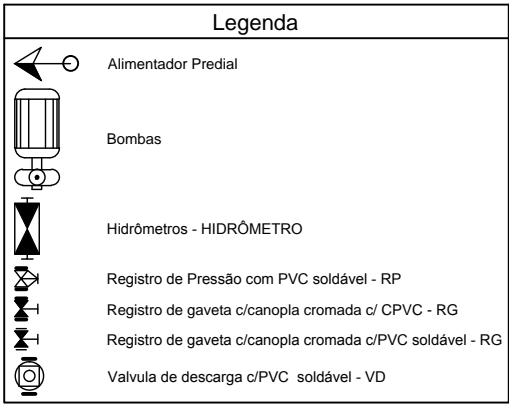 Legenda
Alimentador Predial
Bombas
Hidrômetros - HIDRÔMETRO
Registro de Pressão com PVC soldável - RP
Registro de gaveta c/canopla cromada c/ CPVC - RG
Registro de gaveta c/canopla cromada c/PVC soldável - RG
Valvula de descarga c/PVC soldável - VD